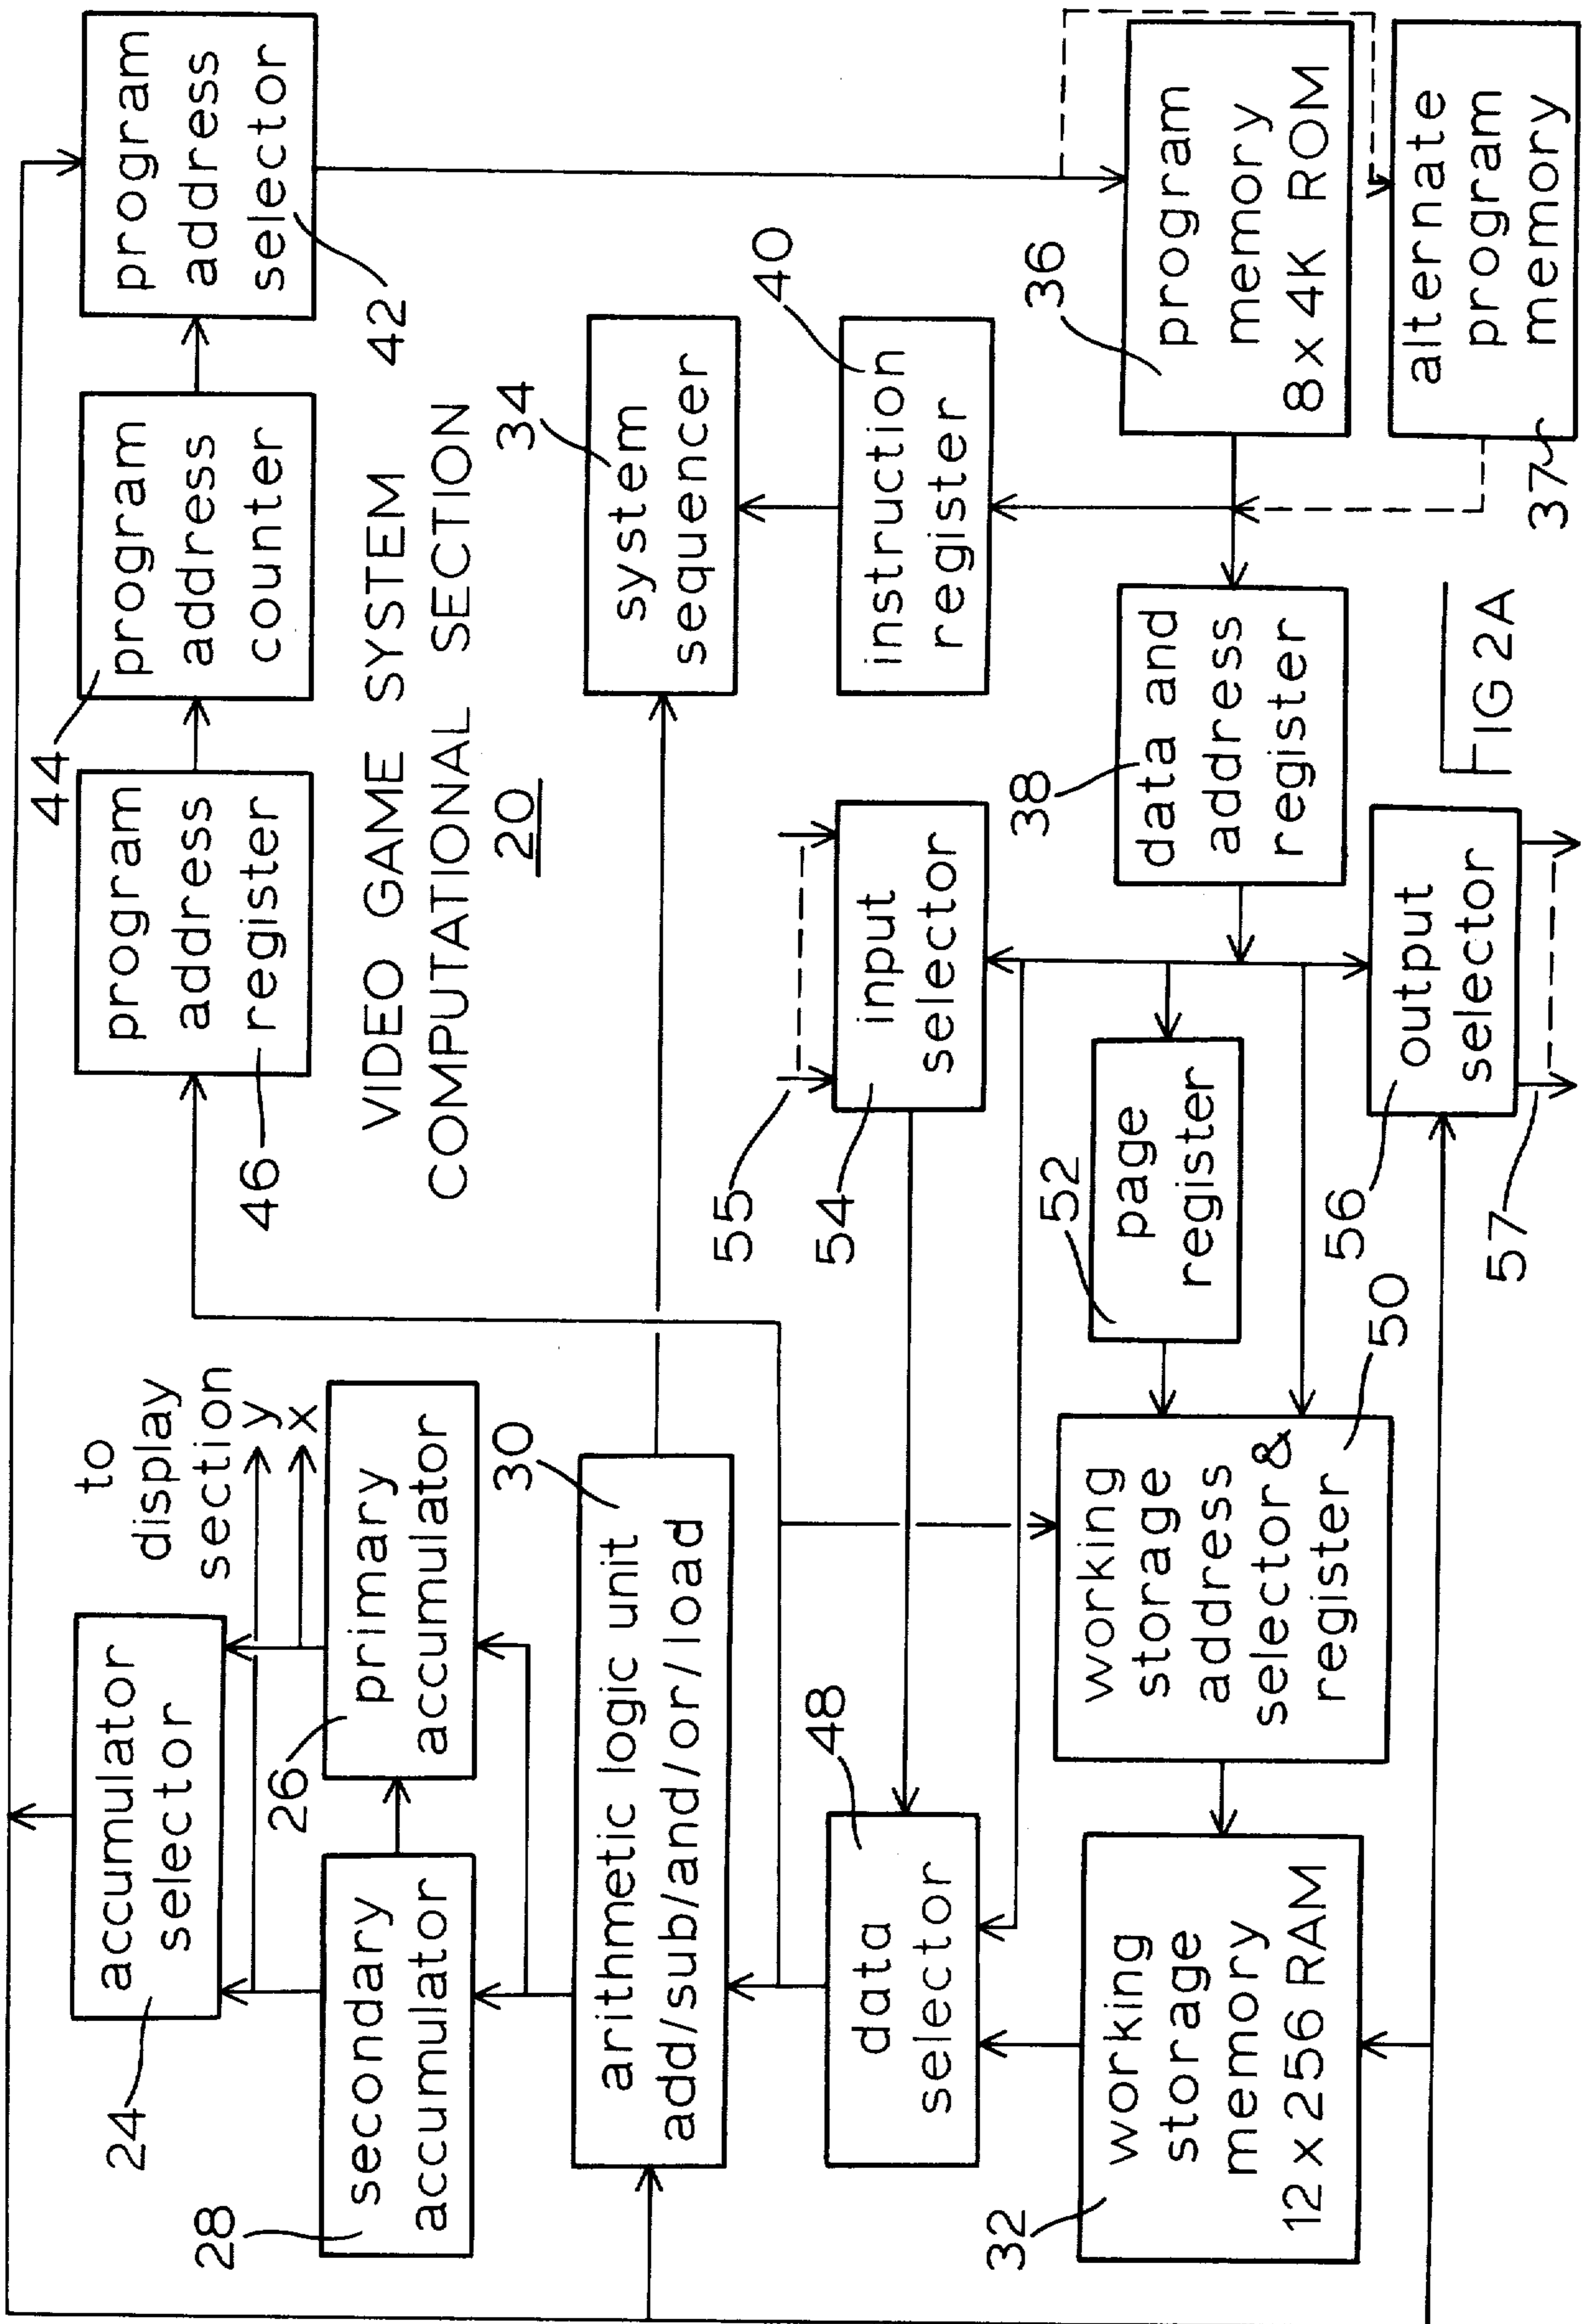 accumulator
selector
24
to
display
section
y
x
secondary
accumulator
28
primary
accumulator
26
arithmetic logic unit
add/sub/and/or/load
30
data
selector
48
working
storage
memory
12 x 256 RAM
32
working
storage
address
selector &
register
50
program
address
register
46
program
address
counter
44
program
address
selector
42
VIDEO GAME SYSTEM
COMPUTATIONAL SECTION
20
system
sequencer
34
instruction
register
40
input
selector
54
55
page
register
52
data and
address
register
38
output
selector
56
57
program
memory
8 x 4K ROM
36
alternate
program
memory
37
FIG 2A